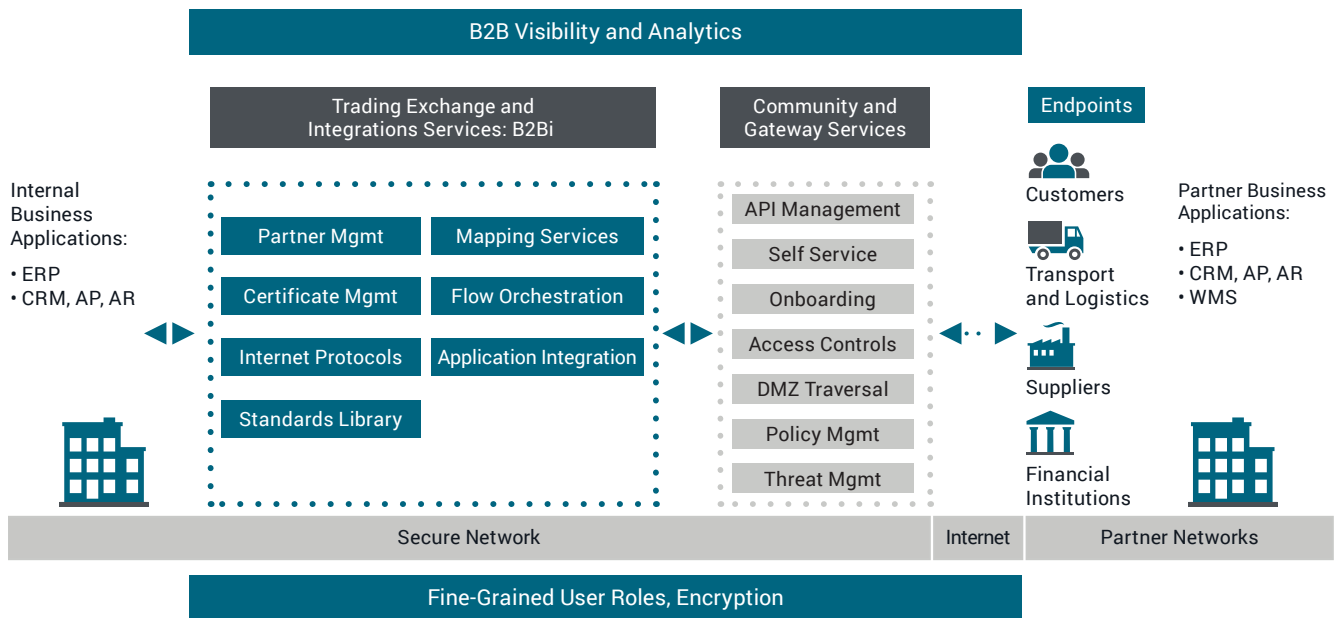 B2B Visibility and Analytics
Trading Exchange and
Integrations Services: B2Bi
Community and
Gateway Services
Endpoints
Internal
Business
Applications:
• ERP
• CRM, AP, AR
Partner Mgmt
Mapping Services
Certificate Mgmt
Flow Orchestration
Internet Protocols
Application Integration
Standards Library
API Management
Self Service
Onboarding
Access Controls
DMZ Traversal
Policy Mgmt
Threat Mgmt
Customers
Transport
and Logistics
Suppliers
Financial
Institutions
Partner Business
Applications:
• ERP
• CRM, AP, AR
• WMS
Secure Network
Internet
Partner Networks
Fine-Grained User Roles, Encryption